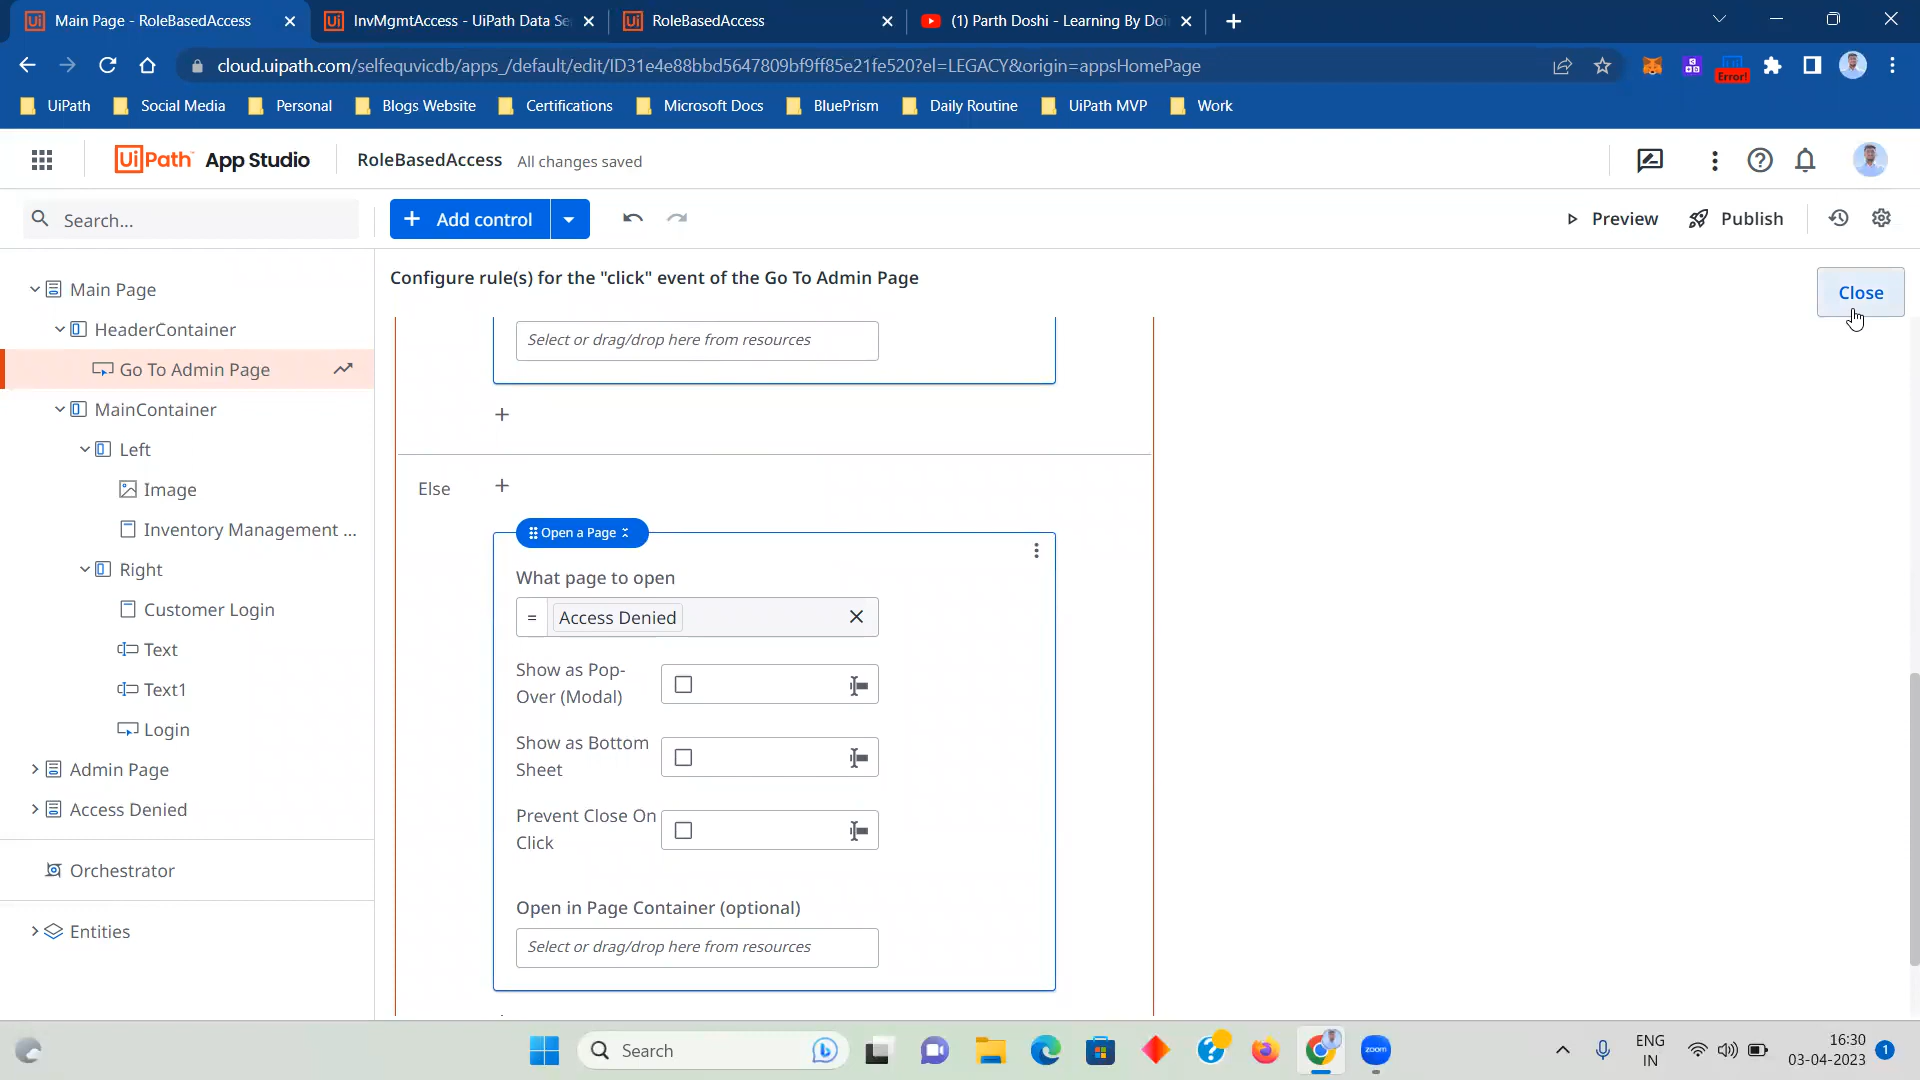 Main Page - RoleBasedAccess
InvMgmtAccess - UiPath Data Se
RoleBasedAccess
(1) Parth Doshi - Learning By Doi
cloud.uipath.com/selfequvicdb/apps_/default/edit/ID31e4e88bbd5647809bf9ff85e21fe520?el=LEGACY&origin=appsHomePage
Error!
UiPath
Social Media
Personal
Blogs Website
Certifications
Microsoft Docs
BluePrism
Daily Routine
UiPath MVP
Work
UiPath App Studio
RoleBasedAccess
All changes saved
Search...
+ Add control
Preview
Publish
Configure rule(s) for the "click" event of the Go To Admin Page
Close
Main Page
HeaderContainer
Go To Admin Page
MainContainer
Left
Image
Inventory Management ...
Right
Customer Login
Text
Text1
Login
Admin Page
Access Denied
Orchestrator
Entities
Select or drag/drop here from resources
+
Else
+
Open a Page
What page to open
= Access Denied
Show as Pop-
Over (Modal)
Show as Bottom
Sheet
Prevent Close On
Click
Open in Page Container (optional)
Select or drag/drop here from resources
Search
zoom
ENG
IN
16:30
03-04-2023
1